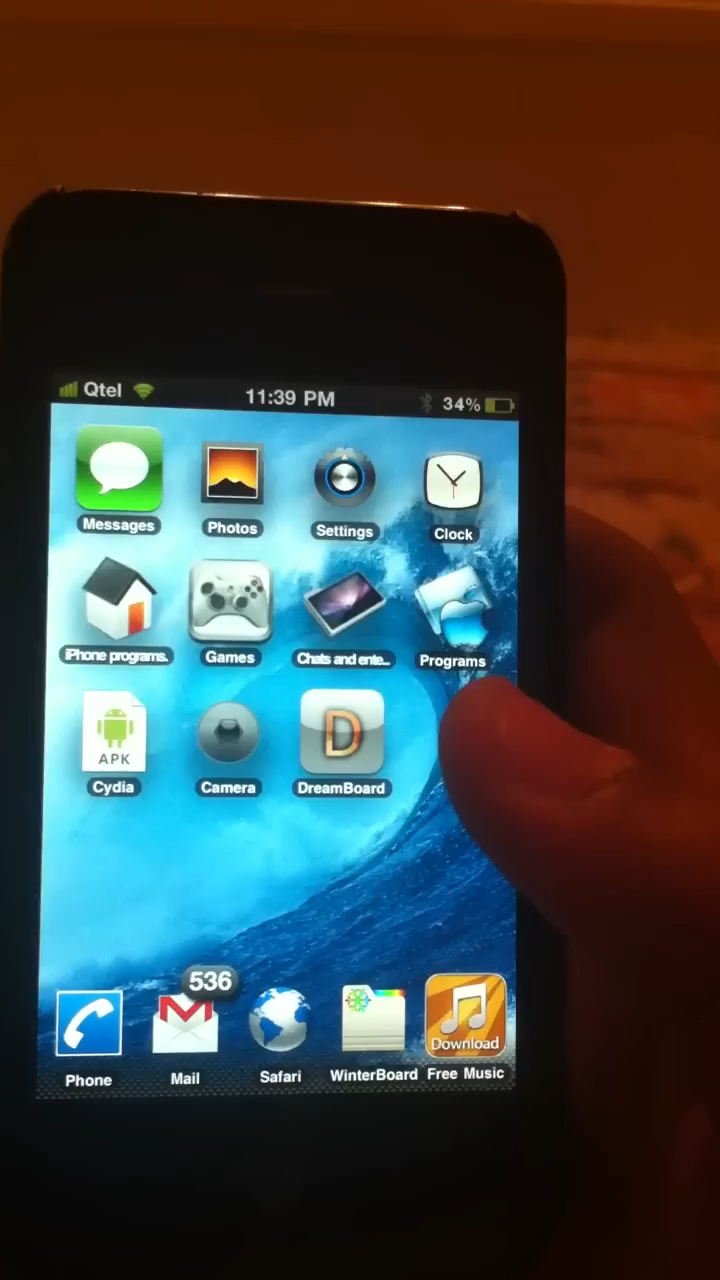 Qtel 11:39 PM 34%
Messages Photos Settings Clock
iPhone programs. Games Chats and ente... Programs
APK
Cydia Camera DreamBoard
D
536
Download
Phone Mail Safari WinterBoard Free Music